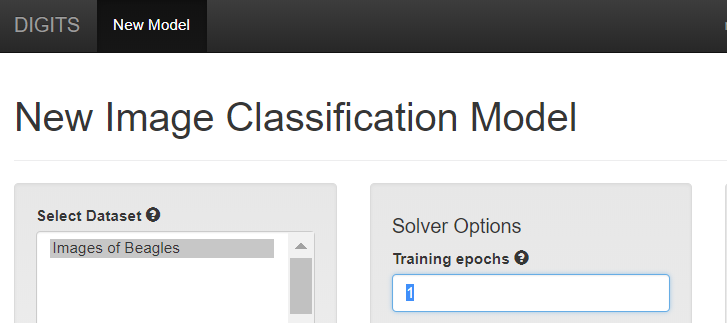 DIGITS New Model
New Image Classification Model
Select Dataset ?
Images of Beagles
Solver Options
Training epochs ?
1